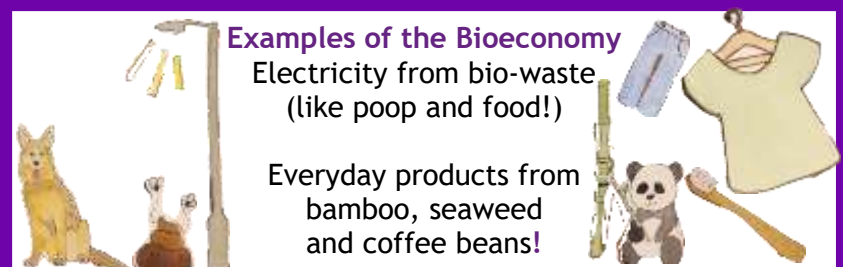 Examples of the Bioeconomy
Electricity from bio-waste
(like poop and food!)
Everyday products from
bamboo, seaweed
and coffee beans!